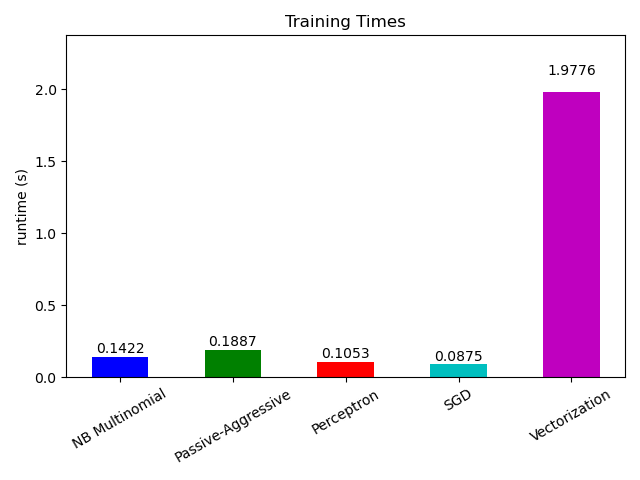 Training Times
runtime (s)
2.0
1.5
1.0
0.5
0.0
0.1422
0.1887
0.1053
0.0875
1.9776
NB Multinomial
Passive-Aggressive
Perceptron
SGD
Vectorization